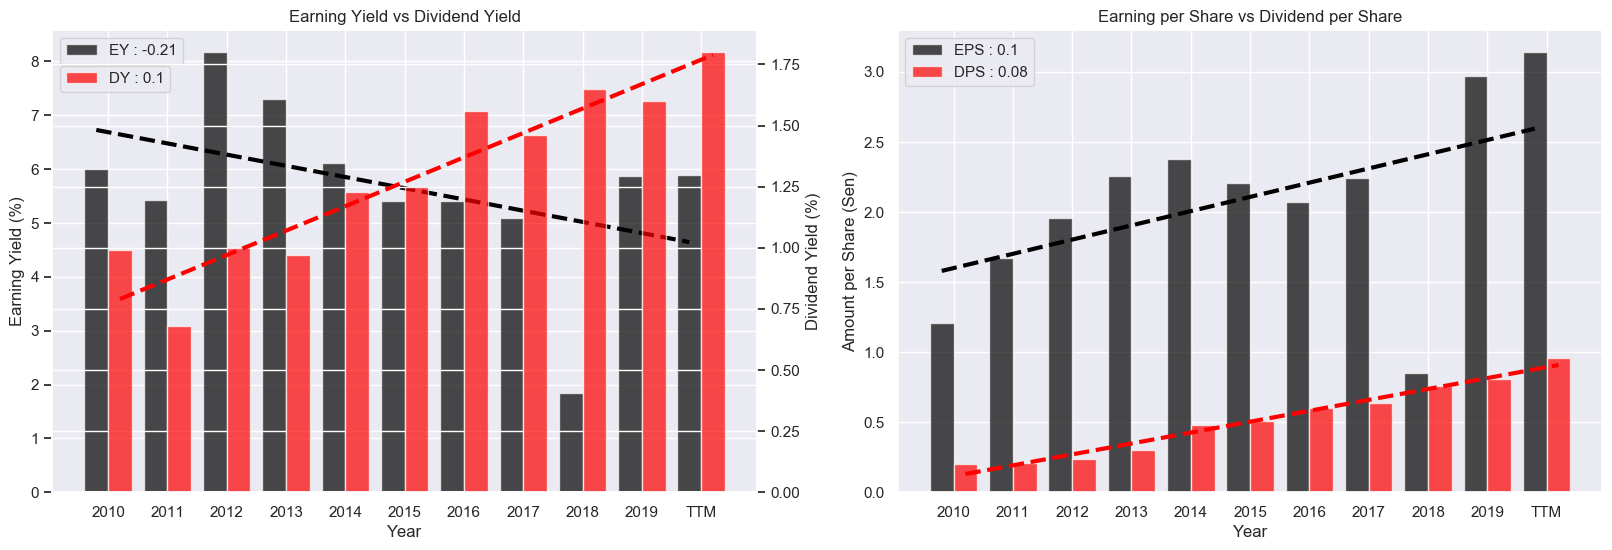 Earning Yield vs Dividend Yield
EY : -0.21
DY : 0.1
8
7
6
5
4
3
2
1
0
Earning Yield (%)
1.75
1.50
1.25
1.00
0.75
0.50
0.25
0.00
Dividend Yield (%)
2010 2011 2012 2013 2014 2015 2016 2017 2018 2019 TTM
Year
Earning per Share vs Dividend per Share
EPS : 0.1
DPS : 0.08
3.0
2.5
2.0
1.5
1.0
0.5
0.0
Amount per Share (Sen)
2010 2011 2012 2013 2014 2015 2016 2017 2018 2019 TTM
Year